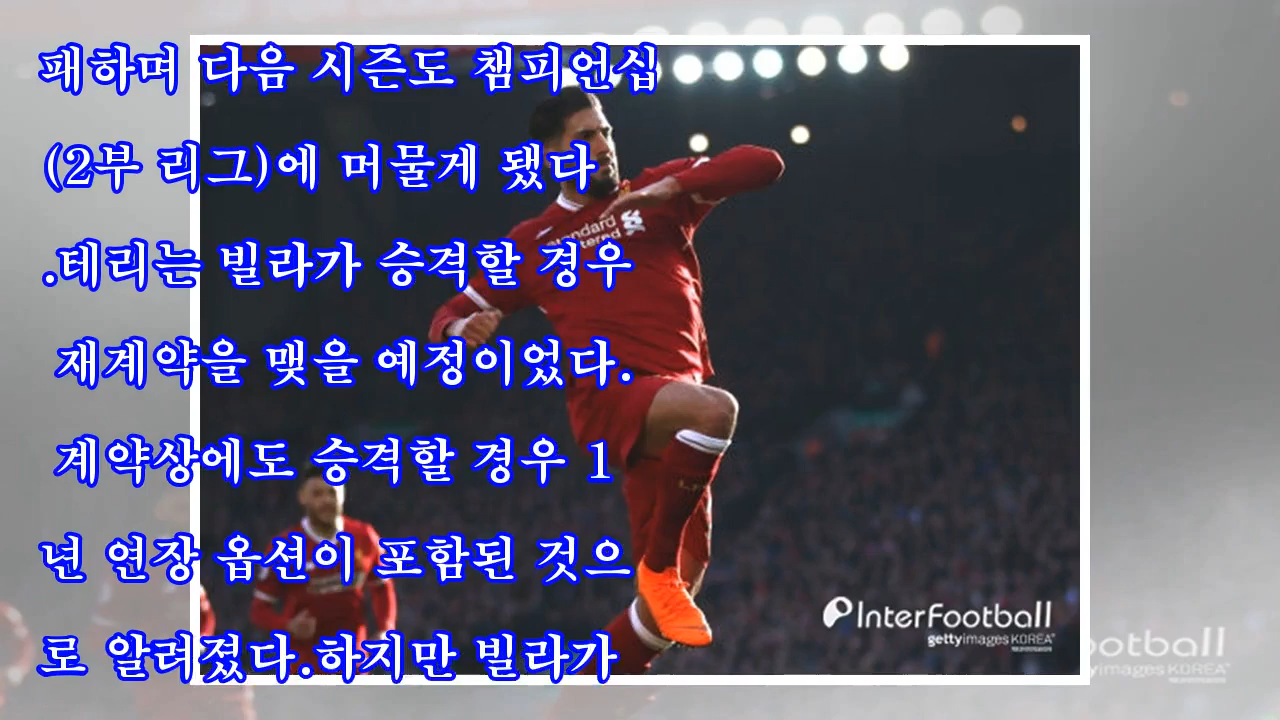 패하며 다음 시즌도 챔피언십
(2부 리그)에 머물게 됐다
.테리는 빌라가 승격할 경우
재계약을 맺을 예정이었다.
계약상에도 승격할 경우 1
년 연장 옵션이 포함된 것으
로 알려졌다.하지만 빌라가
Standard
InterFootball
gettyimages KOREA
ootball
yimages KOREA